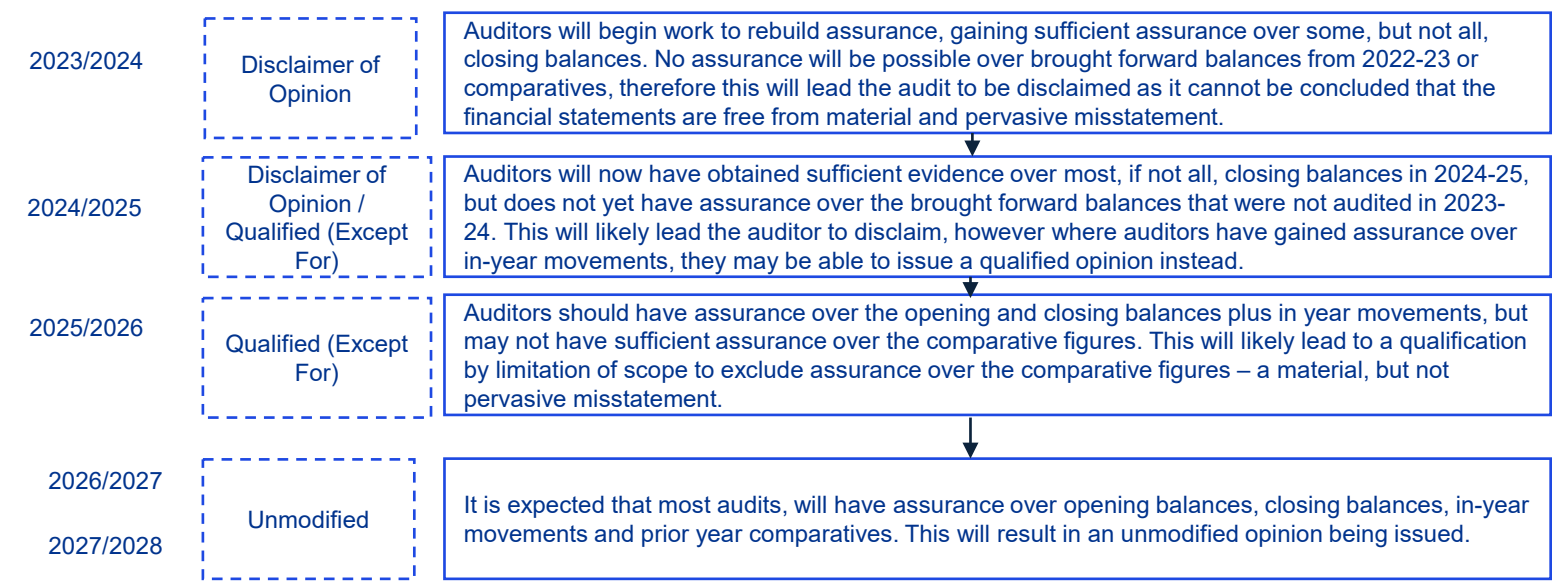 2023/2024
Disclaimer of
Opinion
Auditors will begin work to rebuild assurance, gaining sufficient assurance over some, but not all,
closing balances. No assurance will be possible over brought forward balances from 2022-23 or
comparatives, therefore this will lead the audit to be disclaimed as it cannot be concluded that the
financial statements are free from material and pervasive misstatement.
2024/2025
Disclaimer of
Opinion /
Qualified (Except
For)
Auditors will now have obtained sufficient evidence over most, if not all, closing balances in 2024-25,
but does not yet have assurance over the brought forward balances that were not audited in 2023-
24. This will likely lead the auditor to disclaim, however where auditors have gained assurance over
in-year movements, they may be able to issue a qualified opinion instead.
2025/2026
Qualified (Except
For)
Auditors should have assurance over the opening and closing balances plus in year movements, but
may not have sufficient assurance over the comparative figures. This will likely lead to a qualification
by limitation of scope to exclude assurance over the comparative figures – a material, but not
pervasive misstatement.
2026/2027
2027/2028
Unmodified
It is expected that most audits, will have assurance over opening balances, closing balances, in-year
movements and prior year comparatives. This will result in an unmodified opinion being issued.